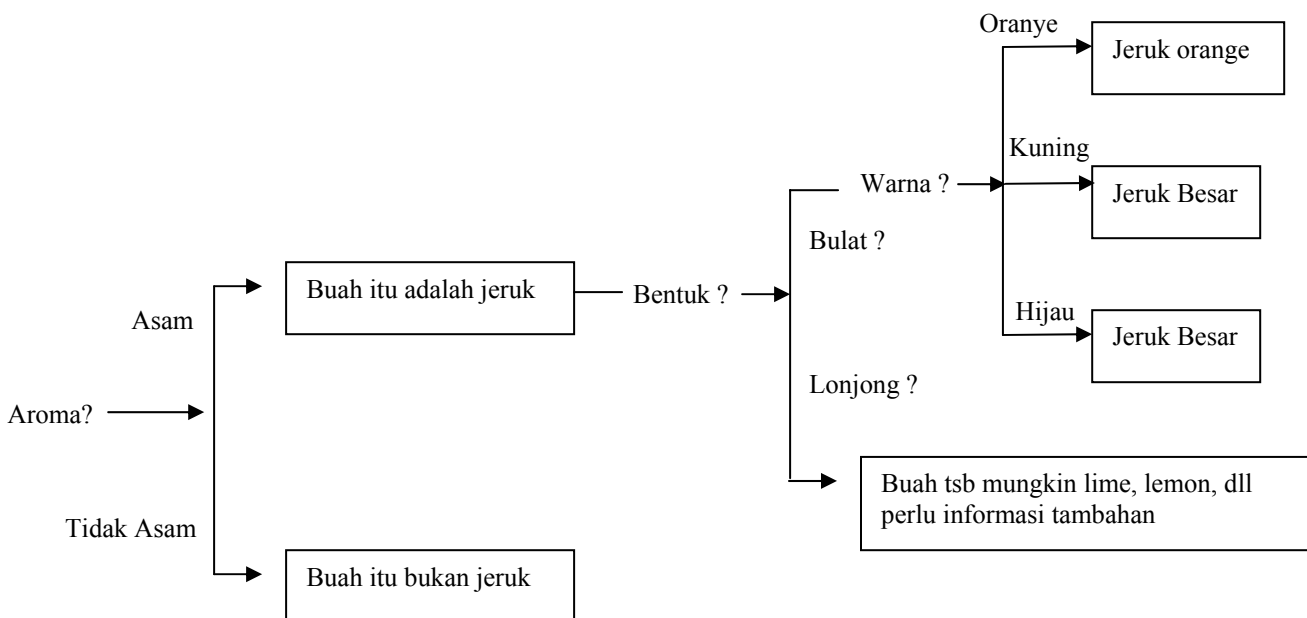 Oranye
Jeruk orange
Kuning
Warna ?
Jeruk Besar
Bulat ?
Buah itu adalah jeruk
Bentuk ?
Asam
Hijau
Jeruk Besar
Lonjong ?
Aroma?
Buah tsb mungkin lime, lemon, dll
perlu informasi tambahan
Tidak Asam
Buah itu bukan jeruk